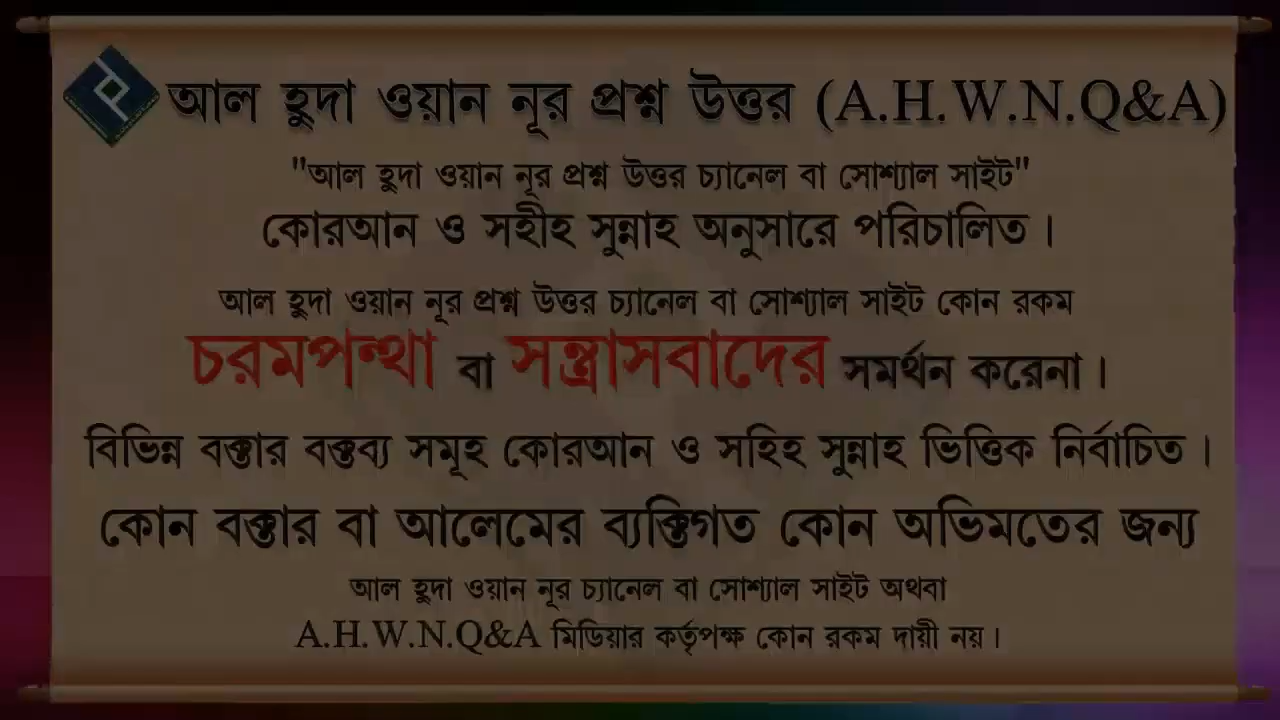 আল হুদা ওয়ান নূর প্রশ্ন উত্তর (A.H.W.N.Q&A)
"আল হুদা ওয়ান নূর প্রশ্ন উত্তর চ্যানেল বা সোশ্যাল সাইট"
কোরআন ও সহীহ সুন্নাহ অনুসারে পরিচালিত।
আল হুদা ওয়ান নূর প্রশ্ন উত্তর চ্যানেল বা সোশ্যাল সাইট কোন রকম
চরমপন্থা বা সন্ত্রাসবাদের সমর্থন করেনা।
বিভিন্ন বক্তার বক্তব্য সমূহ কোরআন ও সহিহ সুন্নাহ ভিত্তিক নির্বাচিত।
কোন বক্তার বা আলেমের ব্যক্তিগত কোন অভিমতের জন্য
আল হুদা ওয়ান নূর চ্যানেল বা সোশ্যাল সাইট অথবা
A.H.W.N.Q&A মিডিয়ার কর্তৃপক্ষ কোন রকম দায়ী নয়।